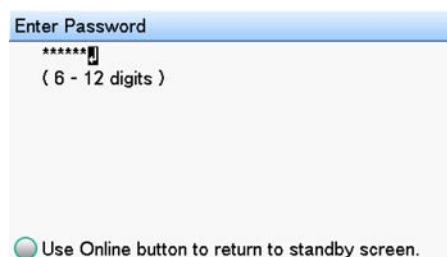 Enter Password
******
( 6 - 12 digits )
Use Online button to return to standby screen.